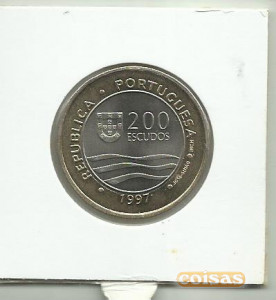 REPUBLICA • PORTUGUESA
200
ESCUDOS
1997
coisas